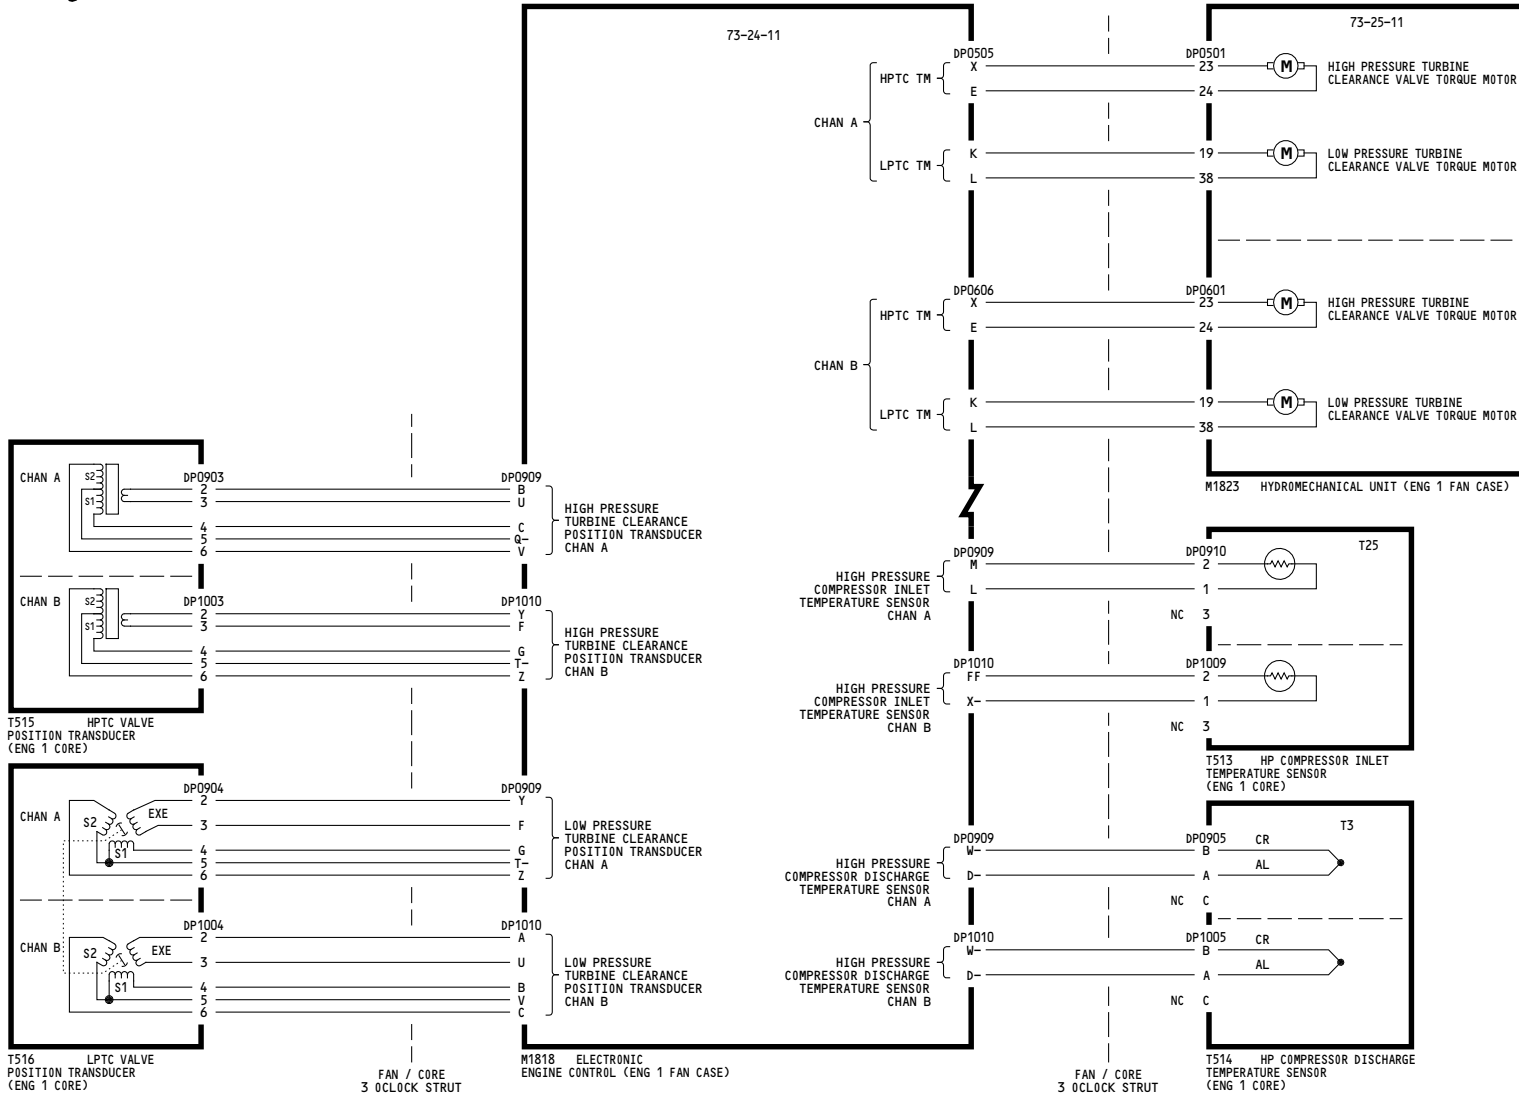 73-24-11
73-25-11
DP0505
DP0501
CHAN A
HPTC TM
X
23
M
HIGH PRESSURE TURBINE
E
24
CLEARANCE VALVE TORQUE MOTOR
LPTC TM
K
19
M
LOW PRESSURE TURBINE
L
38
CLEARANCE VALVE TORQUE MOTOR
DP0606
DP0601
CHAN B
HPTC TM
X
23
M
HIGH PRESSURE TURBINE
E
24
CLEARANCE VALVE TORQUE MOTOR
LPTC TM
K
19
M
LOW PRESSURE TURBINE
L
38
CLEARANCE VALVE TORQUE MOTOR
M1823 HYDROMECHANICAL UNIT (ENG 1 FAN CASE)
CHAN A
S2
S1
DP0903
2
3
4
5
6
DP0909
B
U
C
Q-
V
HIGH PRESSURE
TURBINE CLEARANCE
POSITION TRANSDUCER
CHAN A
CHAN B
S2
S1
DP1003
2
3
4
5
6
DP1010
Y
F
G
T-
Z
HIGH PRESSURE
TURBINE CLEARANCE
POSITION TRANSDUCER
CHAN B
T515 HPTC VALVE
POSITION TRANSDUCER
(ENG 1 CORE)
CHAN A
S2
EXE
S1
DP0904
2
3
4
5
6
DP0909
Y
F
G
T-
Z
LOW PRESSURE
TURBINE CLEARANCE
POSITION TRANSDUCER
CHAN A
CHAN B
S2
EXE
S1
DP1004
2
3
4
5
6
DP1010
A
U
B
V
C
LOW PRESSURE
TURBINE CLEARANCE
POSITION TRANSDUCER
CHAN B
T516 LPTC VALVE
POSITION TRANSDUCER
(ENG 1 CORE)
FAN / CORE
3 OCLOCK STRUT
M1818 ELECTRONIC
ENGINE CONTROL (ENG 1 FAN CASE)
HIGH PRESSURE
COMPRESSOR INLET
TEMPERATURE SENSOR
CHAN A
DP0909
M
L
DP0910
2
1
NC 3
T25
HIGH PRESSURE
COMPRESSOR INLET
TEMPERATURE SENSOR
CHAN B
DP1010
FF
X-
DP1009
2
1
NC 3
T513 HP COMPRESSOR INLET
TEMPERATURE SENSOR
(ENG 1 CORE)
HIGH PRESSURE
COMPRESSOR DISCHARGE
TEMPERATURE SENSOR
CHAN A
DP0909
W-
D-
DP0905
B
A
NC C
CR
AL
T3
HIGH PRESSURE
COMPRESSOR DISCHARGE
TEMPERATURE SENSOR
CHAN B
DP1010
W-
D-
DP1005
B
A
NC C
CR
AL
T514 HP COMPRESSOR DISCHARGE
TEMPERATURE SENSOR
(ENG 1 CORE)
FAN / CORE
3 OCLOCK STRUT